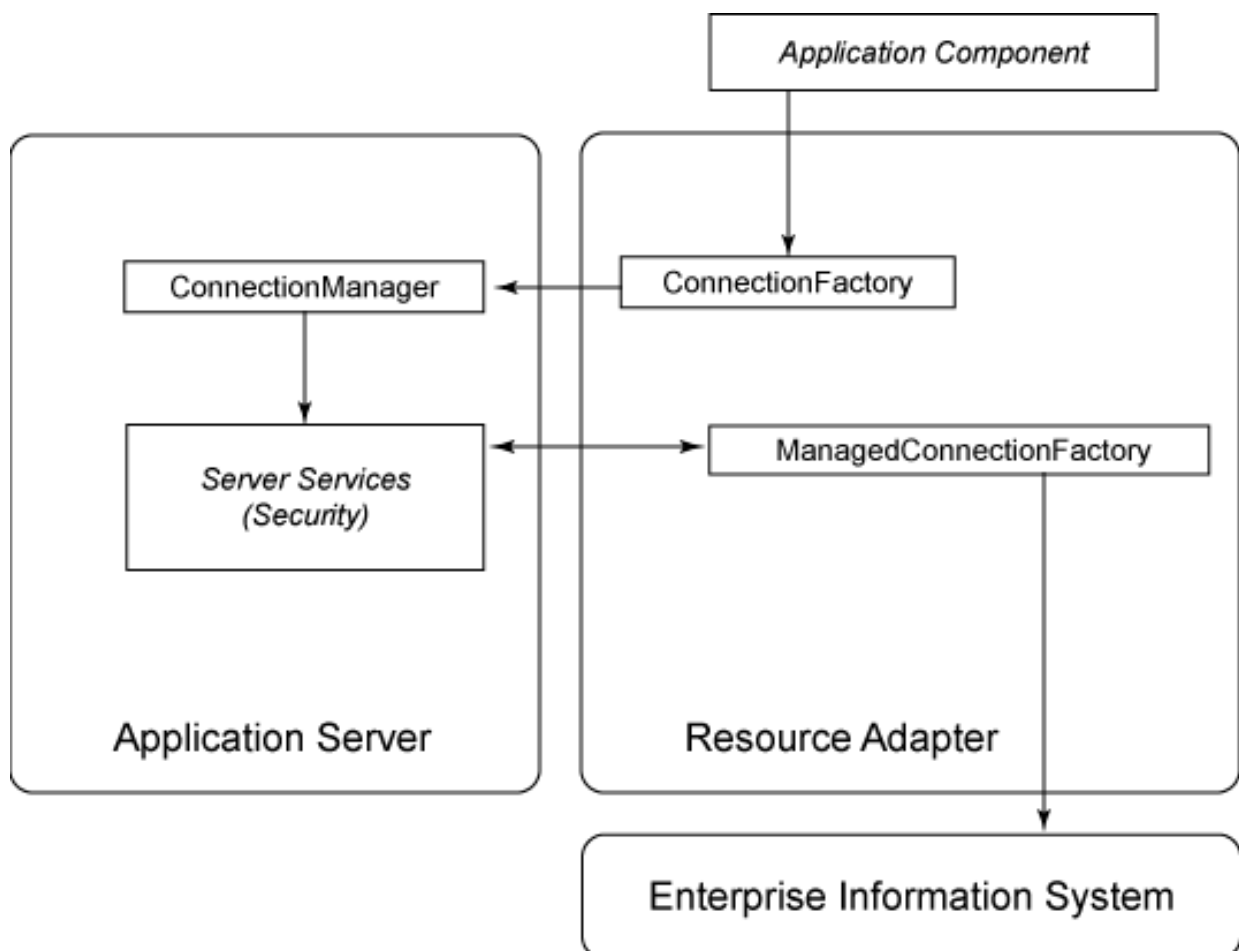 Application Component
ConnectionManager
ConnectionFactory
Server Services
(Security)
ManagedConnectionFactory
Application Server
Resource Adapter
Enterprise Information System